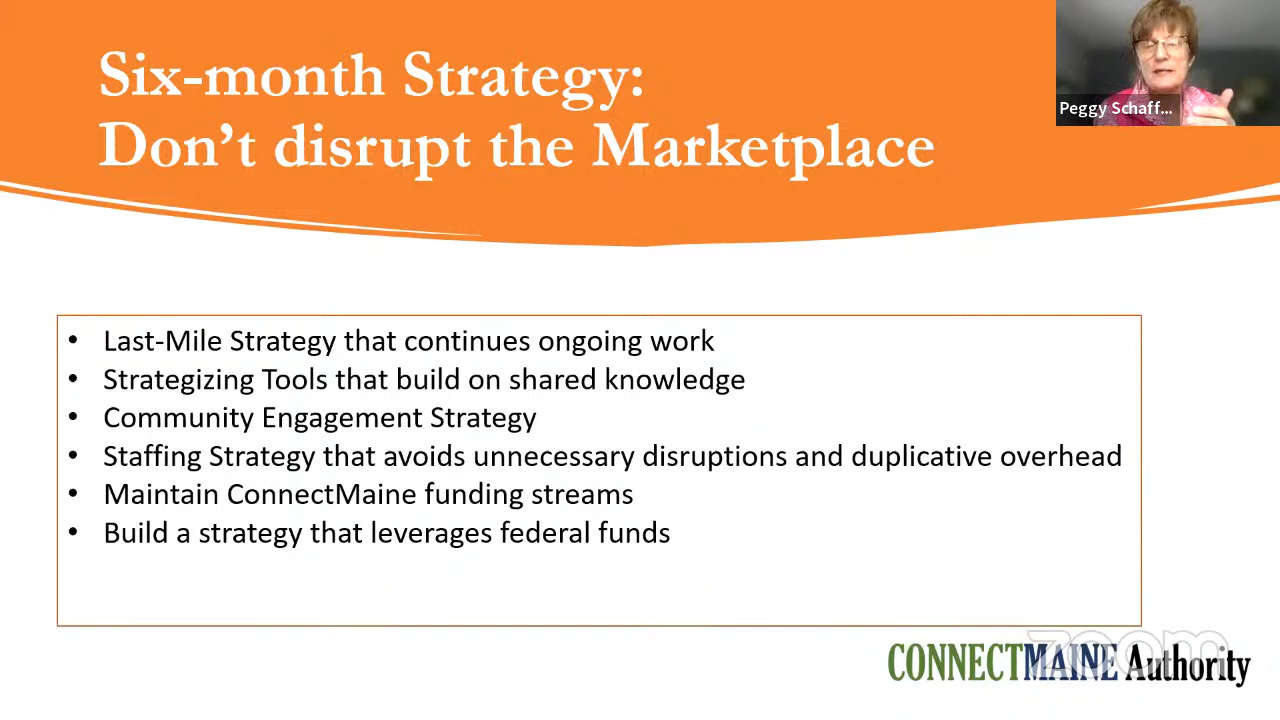 Six-month Strategy:
Don't disrupt the Marketplace
Peggy Schaff...
• Last-Mile Strategy that continues ongoing work
• Strategizing Tools that build on shared knowledge
• Community Engagement Strategy
• Staffing Strategy that avoids unnecessary disruptions and duplicative overhead
• Maintain ConnectMaine funding streams
• Build a strategy that leverages federal funds
zoom
CONNECTMAINE Authority